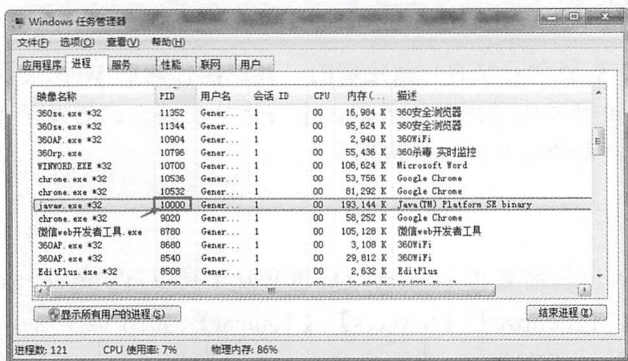 Windows 任务管理器
文件(F) 选项(O) 查看(V) 帮助(H)
应用程序 进程 服务 性能 联网 用户
映像名称 PID 用户名 会话 ID CPU 内存(... 描述
360se.exe *32 11352 Gener... 1 00 16,984 K 360安全浏览器
360se.exe *32 11344 Gener... 1 00 95,624 K 360安全浏览器
360AP.exe *32 10904 Gener... 1 00 2,940 K 360WiFi
360rp.exe 10796 Gener... 1 00 55,436 K 360杀毒 实时监控
WINWORD.EXE *32 10700 Gener... 1 00 106,624 K Microsoft Word
chrome.exe *32 10536 Gener... 1 00 53,756 K Google Chrome
chrome.exe *32 10532 Gener... 1 00 81,292 K Google Chrome
javaw.exe *32 10000 Gener... 1 00 193,144 K Java(TM) Platform SE binary
chrome.exe *32 9020 Gener... 1 00 58,252 K Google Chrome
微信web开发者工具.exe 8780 Gener... 1 00 105,128 K 微信web开发者工具
360AP.exe *32 8680 Gener... 1 00 3,108 K 360WiFi
360AP.exe *32 8540 Gener... 1 00 29,812 K 360WiFi
EditPlus.exe *32 8508 Gener... 1 00 2,632 K EditPlus
显示所有用户的进程(S) 结束进程(E)
进程数: 121 CPU 使用率: 7% 物理内存: 86%